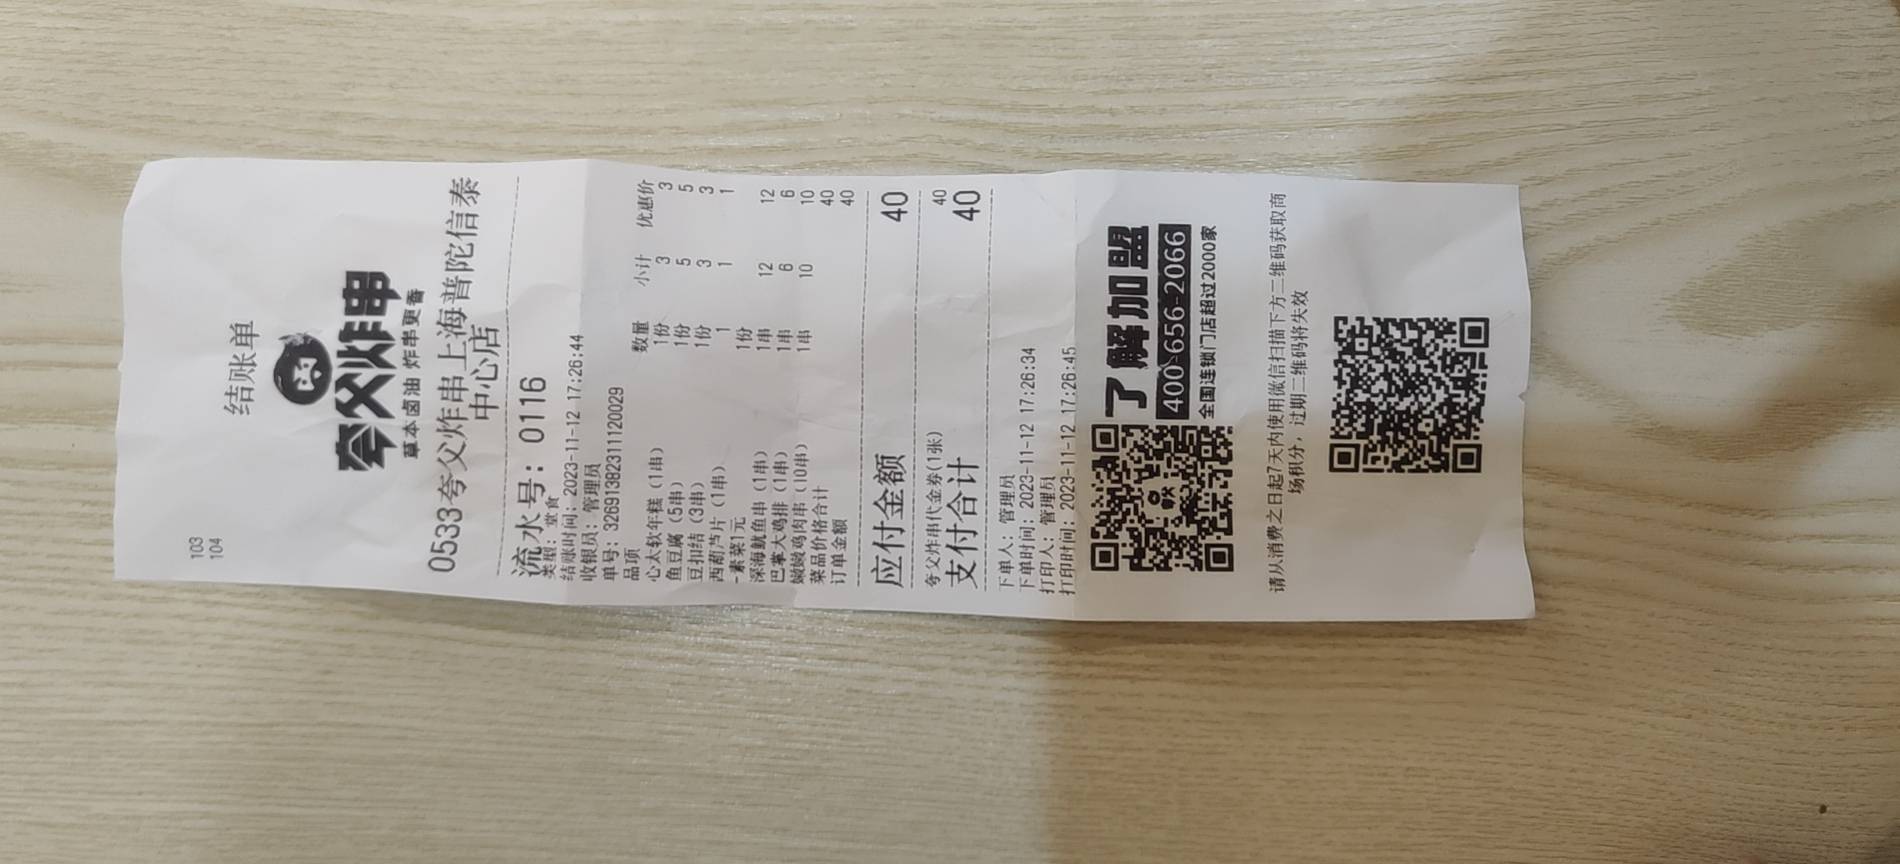 103
104
结账单
夸父炸串
草本卤油 炸串更香
0533夸父炸串上海普陀信泰
中心店
流水号: 0116
类型: 堂食
结账时间: 2023-11-12 17:26:44
收银员: 管理员
单号: 3269138231112​0029
品项 数量 小计 优惠价
心太软年糕 (1串) 1份 3 3
鱼豆腐 (5串) 1份 5 5
豆扣结 (3串) 1份 3 3
西葫芦片 (1串) 1 1 1
-素菜1元 1份
深海鱿鱼串 (1串) 1串 12 12
巴掌大鸡排 (1串) 1串 6 6
嫩嫩鸡肉串 (10串) 1串 10 10
菜品价格合计 40
订单金额 40
应付金额 40
夸父炸串代金券(1张) 40
支付合计 40
下单人: 管理员
下单时间: 2023-11-12 17:26:34
打印人: 管理员
打印时间: 2023-11-12 17:26:45
了解加盟
400-656-2066
全国连锁门店超过2000家
请从消费之日起7天内使用微信扫描下方二维码获取商
场积分，过期二维码将失效